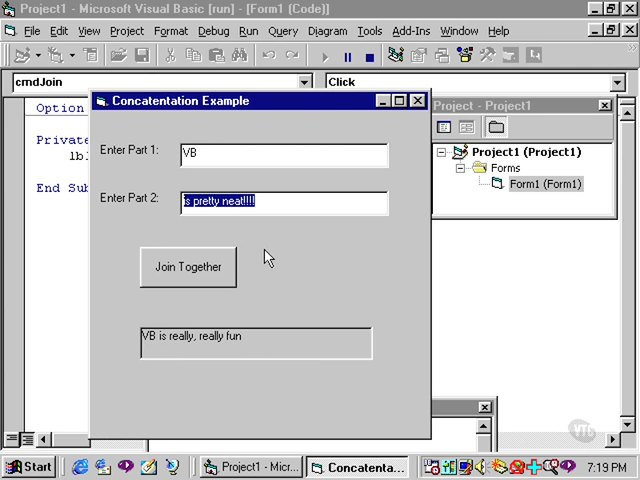 Project1 - Microsoft Visual Basic [run] - [Form1 (Code)]
File Edit View Project Format Debug Run Query Diagram Tools Add-Ins Window Help
cmdJoin Click
Concatentation Example
Project - Project1
Option
Private
lbl
End Sub
Enter Part 1: VB
Enter Part 2: is pretty neat!!!!
Join Together
VB is really, really fun
Project1 (Project1)
Forms
Form1 (Form1)
VTC
Start Project1 - Micr... Concatenta... 7:19 PM